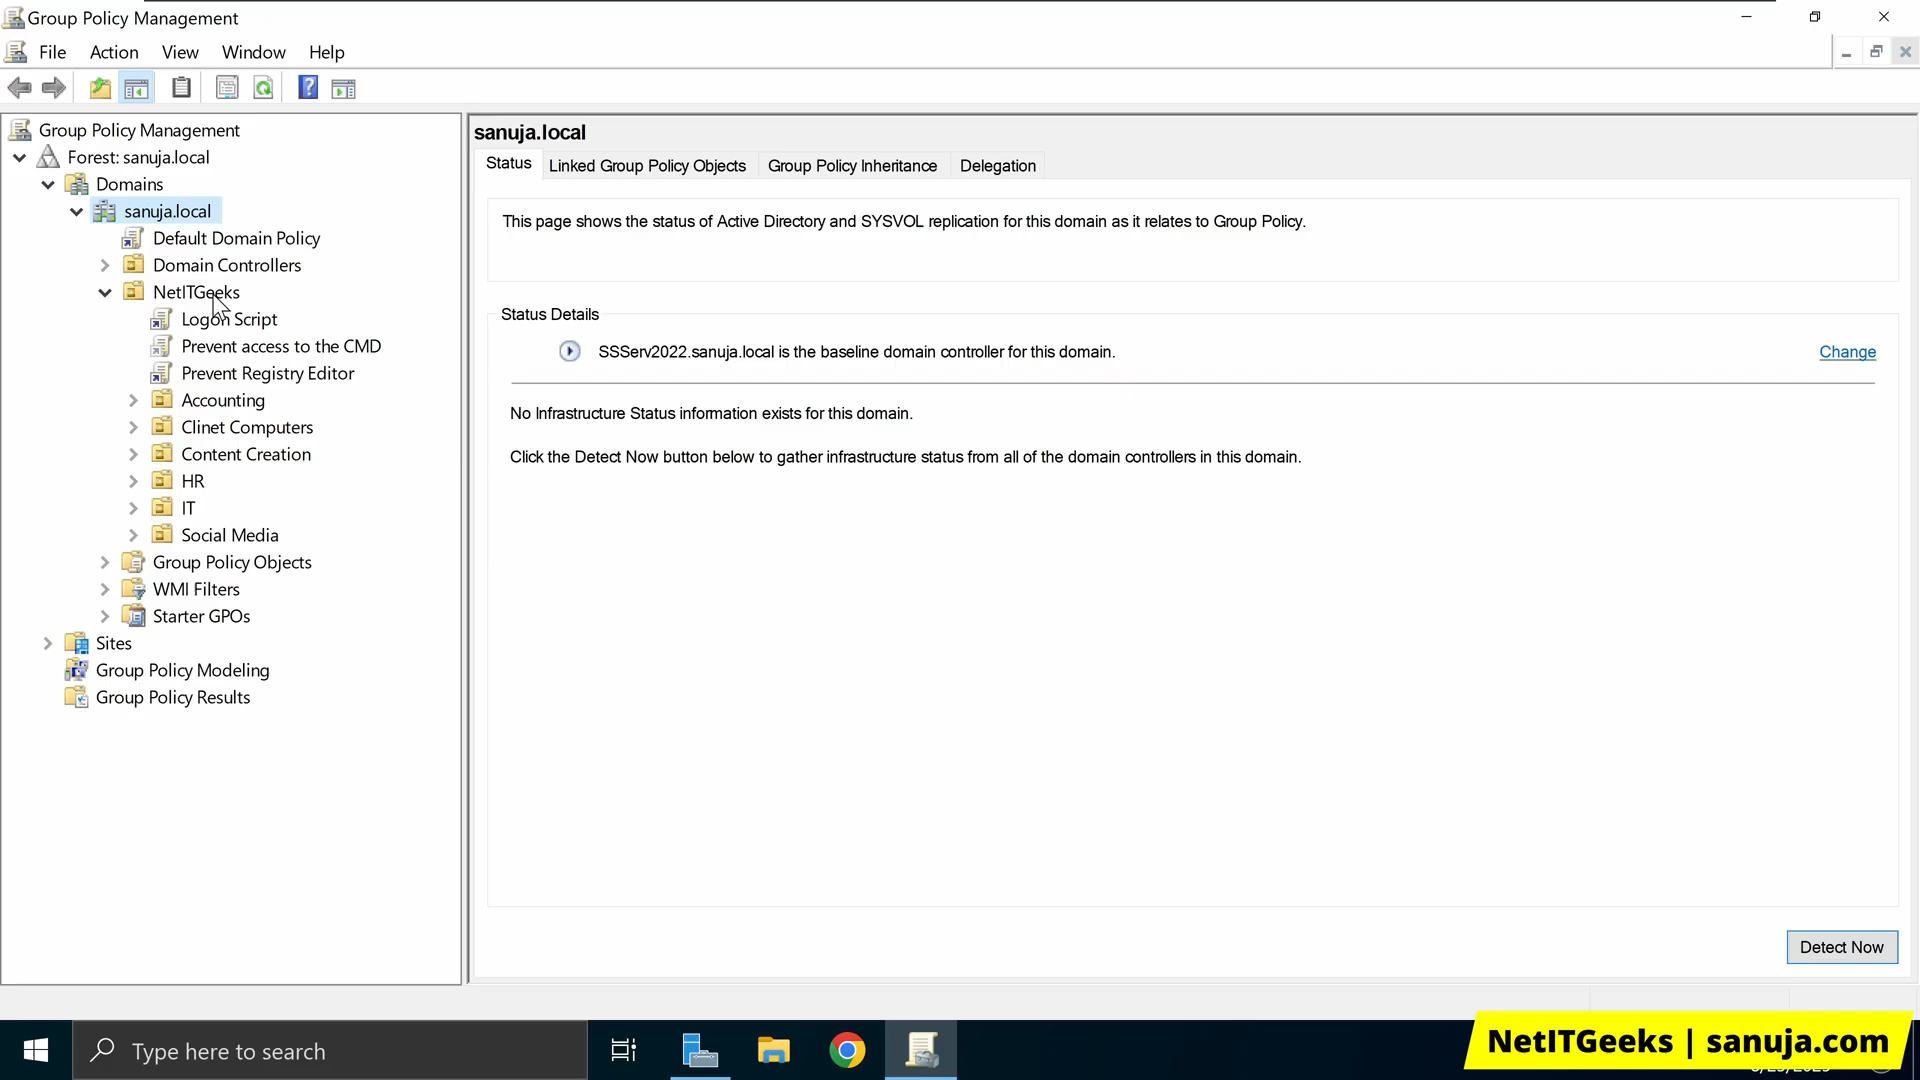 Group Policy Management
File Action View Window Help
Group Policy Management
Forest: sanuja.local
Domains
sanuja.local
Default Domain Policy
Domain Controllers
NetITGeeks
Logon Script
Prevent access to the CMD
Prevent Registry Editor
Accounting
Clinet Computers
Content Creation
HR
IT
Social Media
Group Policy Objects
WMI Filters
Starter GPOs
Sites
Group Policy Modeling
Group Policy Results
sanuja.local
Status Linked Group Policy Objects Group Policy Inheritance Delegation
This page shows the status of Active Directory and SYSVOL replication for this domain as it relates to Group Policy.
Status Details
SSServ2022.sanuja.local is the baseline domain controller for this domain. Change
No Infrastructure Status information exists for this domain.
Click the Detect Now button below to gather infrastructure status from all of the domain controllers in this domain.
Detect Now
Type here to search
NetITGeeks | sanuja.com